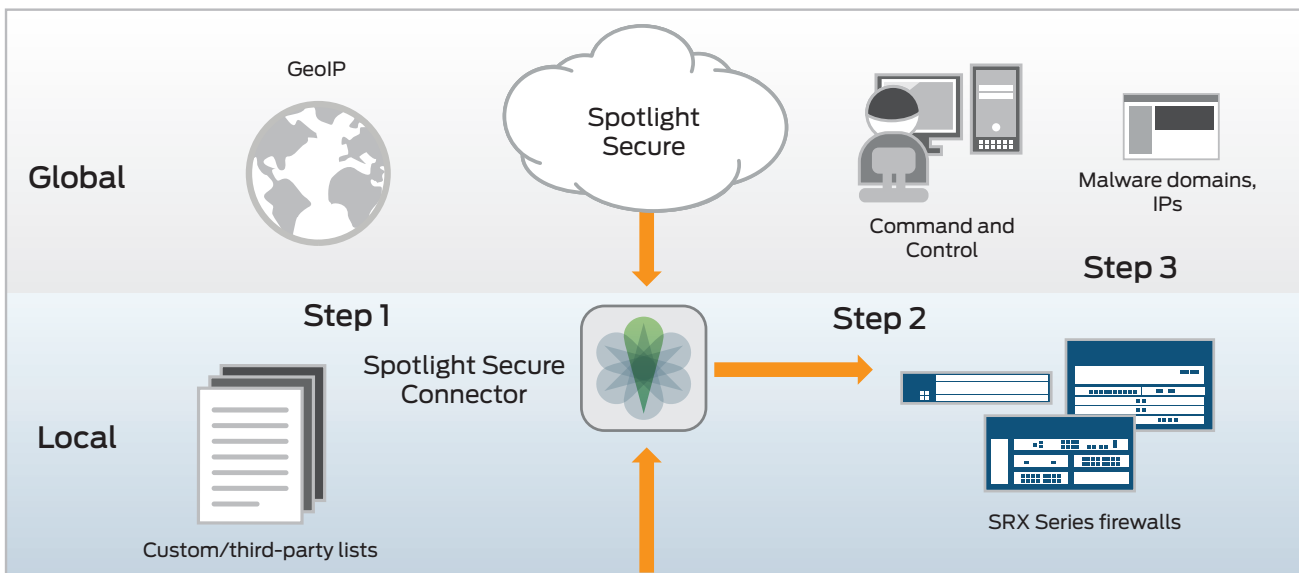 GeoIP
Spotlight
Secure
Global
Malware domains,
IPs
Command and
Control
Step 3
Step 1
Step 2
Spotlight Secure
Connector
Local
SRX Series firewalls
Custom/third-party lists